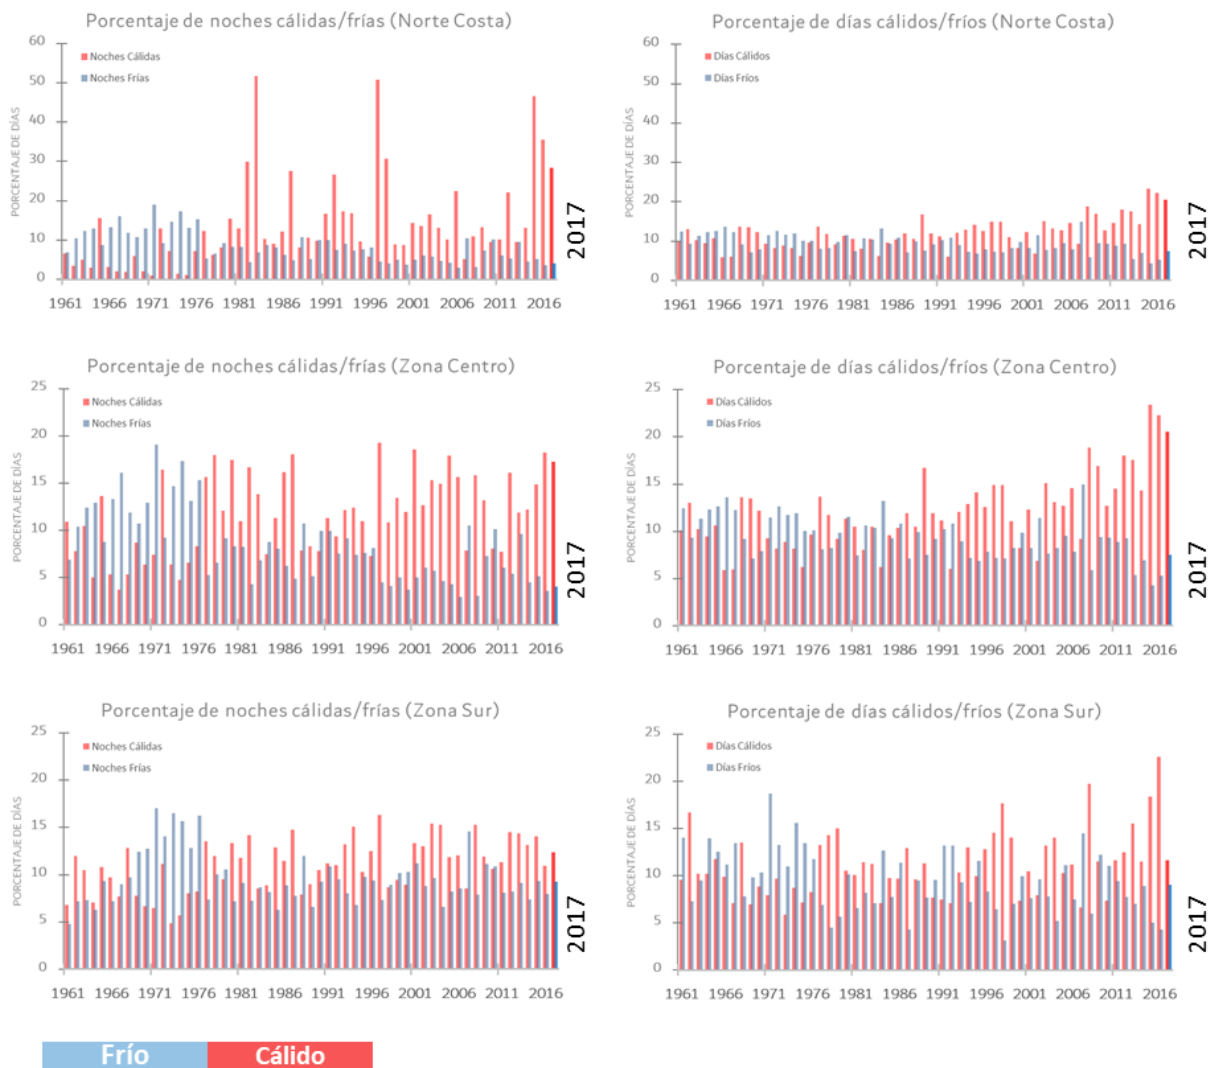 Porcentaje de noches cálidas/frías (Norte Costa)
PORCENTAJE DE DÍAS
60
50
40
30
20
10
0
Noches Cálidas
Noches Frías
1961 1966 1971 1976 1981 1986 1991 1996 2001 2006 2011 2016
2017
Porcentaje de días cálidos/fríos (Norte Costa)
PORCENTAJE DE DÍAS
60
50
40
30
20
10
0
Días Cálidos
Días Fríos
1961 1966 1971 1976 1981 1986 1991 1996 2001 2006 2011 2016
2017
Porcentaje de noches cálidas/frías (Zona Centro)
PORCENTAJE DE DÍAS
25
20
15
10
5
0
Noches Cálidas
Noches Frías
1961 1966 1971 1976 1981 1986 1991 1996 2001 2006 2011 2016
2017
Porcentaje de días cálidos/fríos (Zona Centro)
PORCENTAJE DE DÍAS
25
20
15
10
5
0
Días Cálidos
Días Fríos
1961 1966 1971 1976 1981 1986 1991 1996 2001 2006 2011 2016
2017
Porcentaje de noches cálidas/frías (Zona Sur)
PORCENTAJE DE DÍAS
25
20
15
10
5
0
Noches Cálidas
Noches Frías
1961 1966 1971 1976 1981 1986 1991 1996 2001 2006 2011 2016
2017
Porcentaje de días cálidos/fríos (Zona Sur)
PORCENTAJE DE DÍAS
25
20
15
10
5
0
Días Cálidos
Días Fríos
1961 1966 1971 1976 1981 1986 1991 1996 2001 2006 2011 2016
2017
Frío Cálido